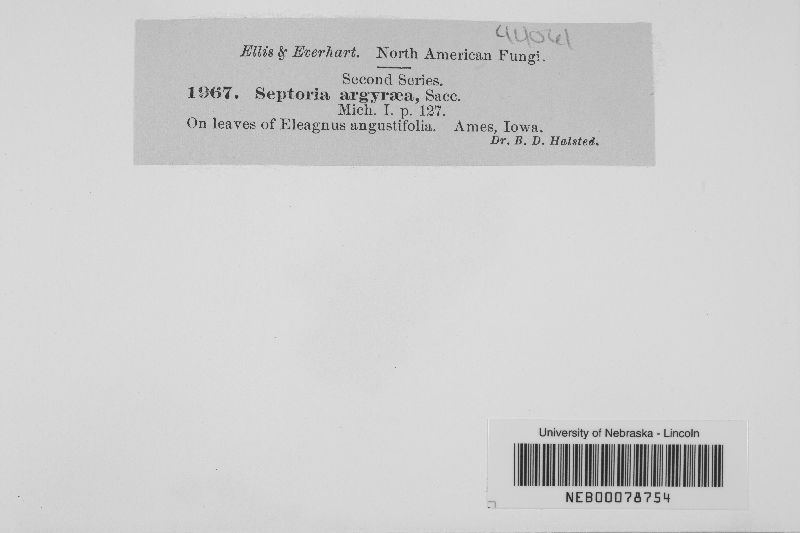 44061
Ellis & Everhart. North American Fungi.
Second Series.
1967. Septoria argyræa, Sacc.
Mich. I. p. 127.
On leaves of Eleagnus angustifolia. Ames, Iowa.
Dr. B. D. Halsted.
University of Nebraska - Lincoln
NEB00078754